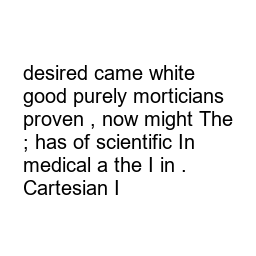 desired came white
good purely morticians
proven , now might The
; has of scientific In
medical a the I in .
Cartesian I